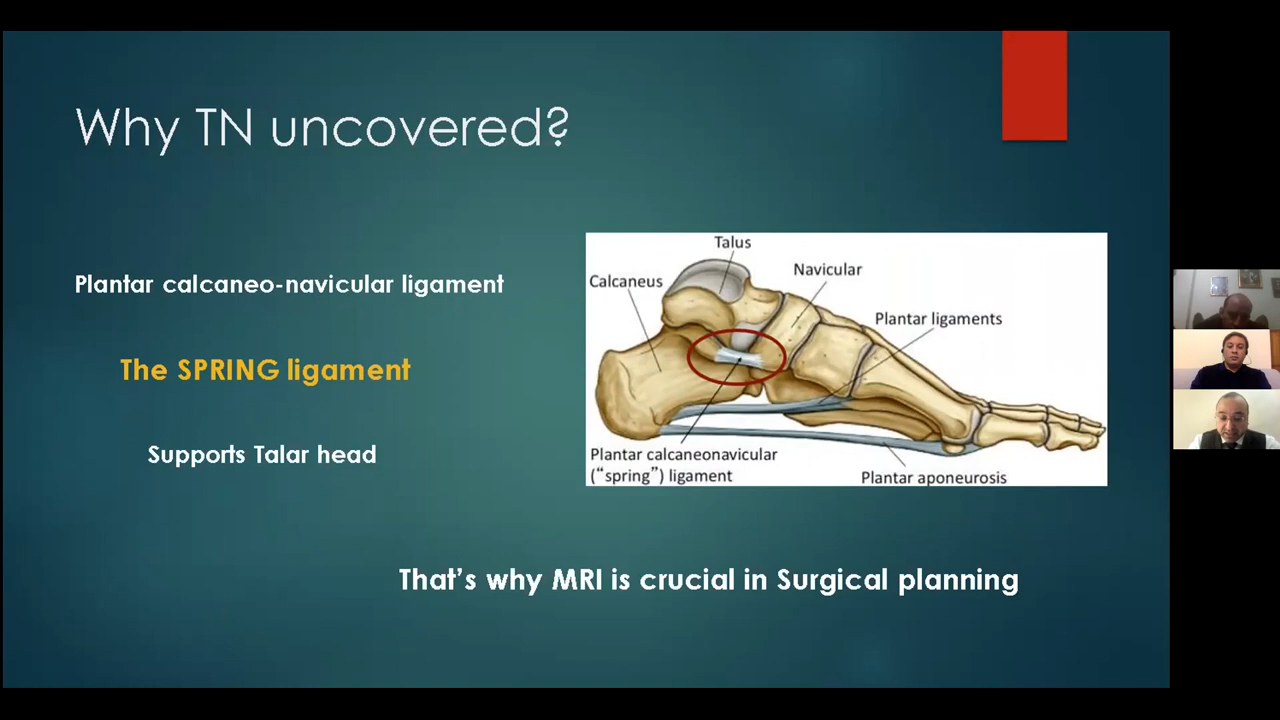 Why TN uncovered?
Plantar calcaneo-navicular ligament
The SPRING ligament
Supports Talar head
Talus
Calcaneus
Navicular
Plantar ligaments
Plantar calcaneonavicular
(“spring”) ligament
Plantar aponeurosis
That's why MRI is crucial in Surgical planning